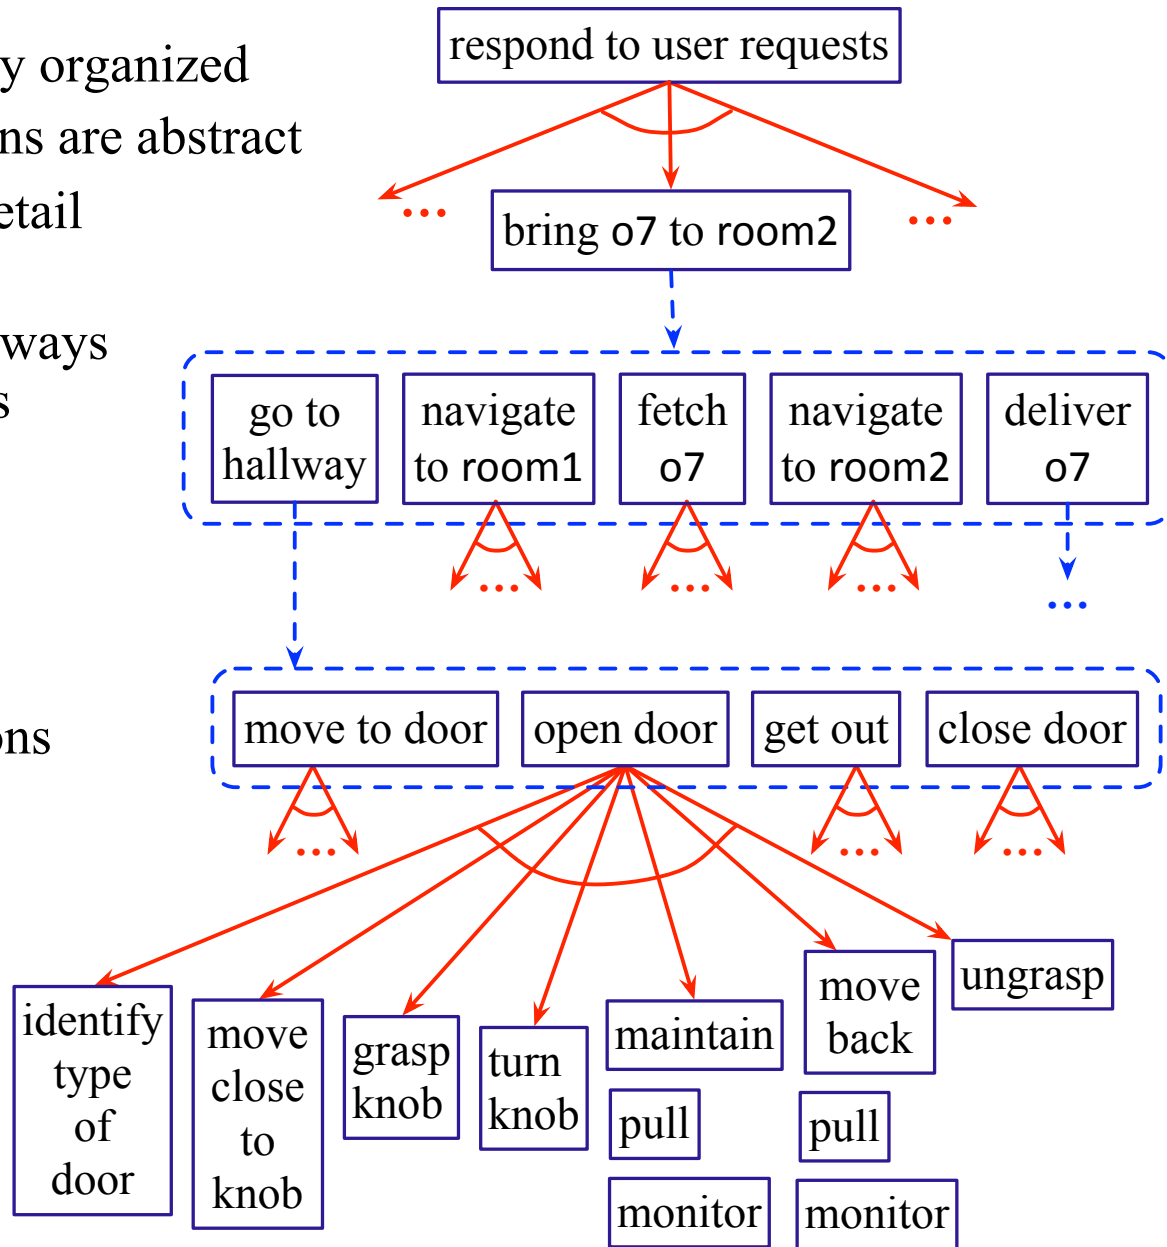 respond to user requests
y organized
ns are abstract
etail
...
bring o7 to room2
...
ways
s
go to
hallway
navigate
to room1
fetch
o7
navigate
to room2
deliver
o7
...
...
...
...
ons
move to door
open door
get out
close door
...
...
...
identify
type
of
door
move
close
to
knob
grasp
knob
turn
knob
maintain
pull
monitor
move
back
pull
monitor
ungrasp